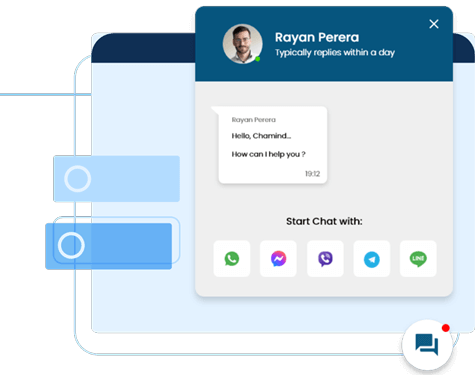 Rayan Perera
Typically replies within a day
Rayan Perera
Hello, Chamind...
How can I help you ?
19:12
Start Chat with:
LINE